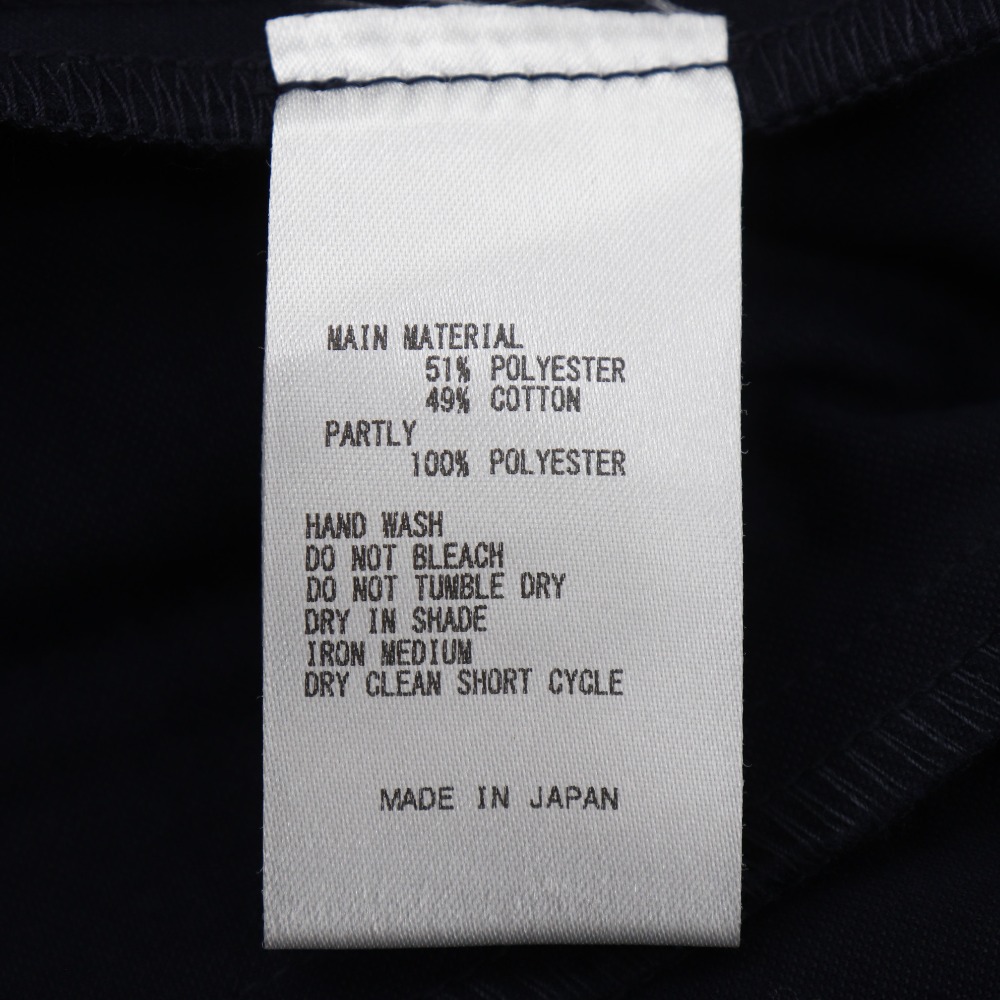 MAIN MATERIAL
51% POLYESTER
49% COTTON
PARTLY
100% POLYESTER
HAND WASH
DO NOT BLEACH
DO NOT TUMBLE DRY
DRY IN SHADE
IRON MEDIUM
DRY CLEAN SHORT CYCLE
MADE IN JAPAN